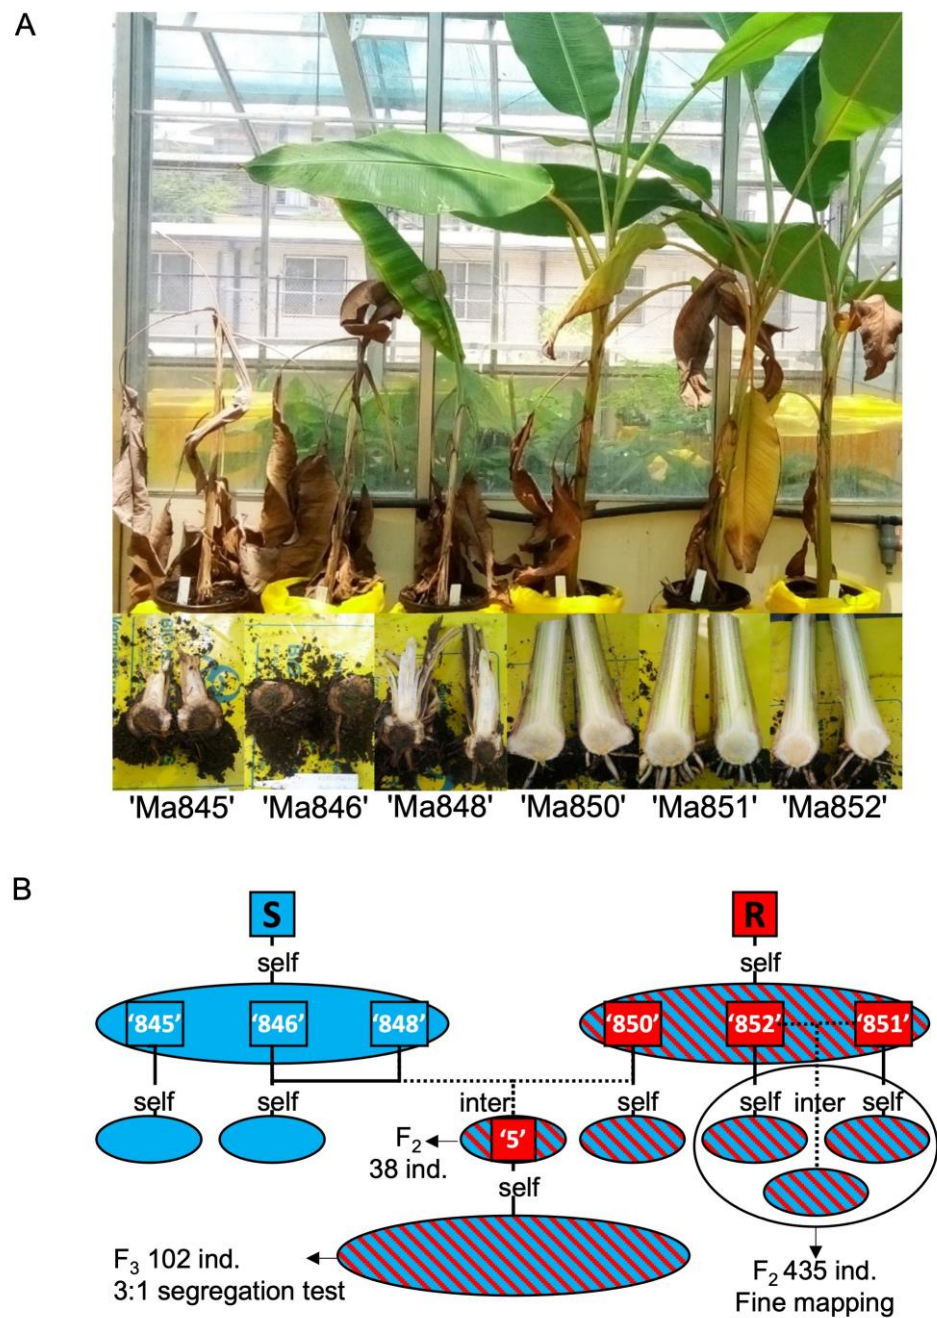 A
'Ma845' 'Ma846' 'Ma848' 'Ma850' 'Ma851' 'Ma852'
B
S R
self self
‘845’ ‘846’ ‘848’ ‘850’ ‘852’ ‘851’
self self inter self self inter self
F2 ‘5’
38 ind.
self
F3 102 ind.
3:1 segregation test
F2 435 ind.
Fine mapping